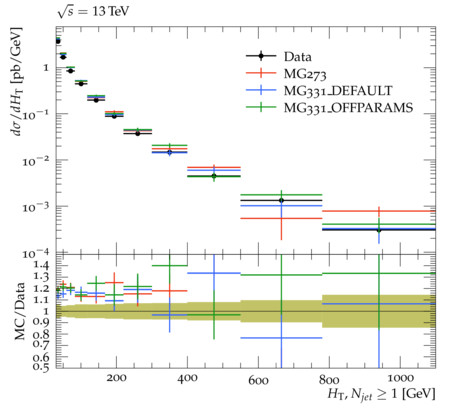 √s = 13 TeV
dσ/dH_T [pb/GeV]
Data
MG273
MG331_DEFAULT
MG331_OFFPARAMS
1
10⁻¹
10⁻²
10⁻³
10⁻⁴
MC/Data
1.4
1.3
1.2
1.1
1
0.9
0.8
0.7
0.6
0.5
200 400 600 800 1000
H_T, N_jet ≥ 1 [GeV]